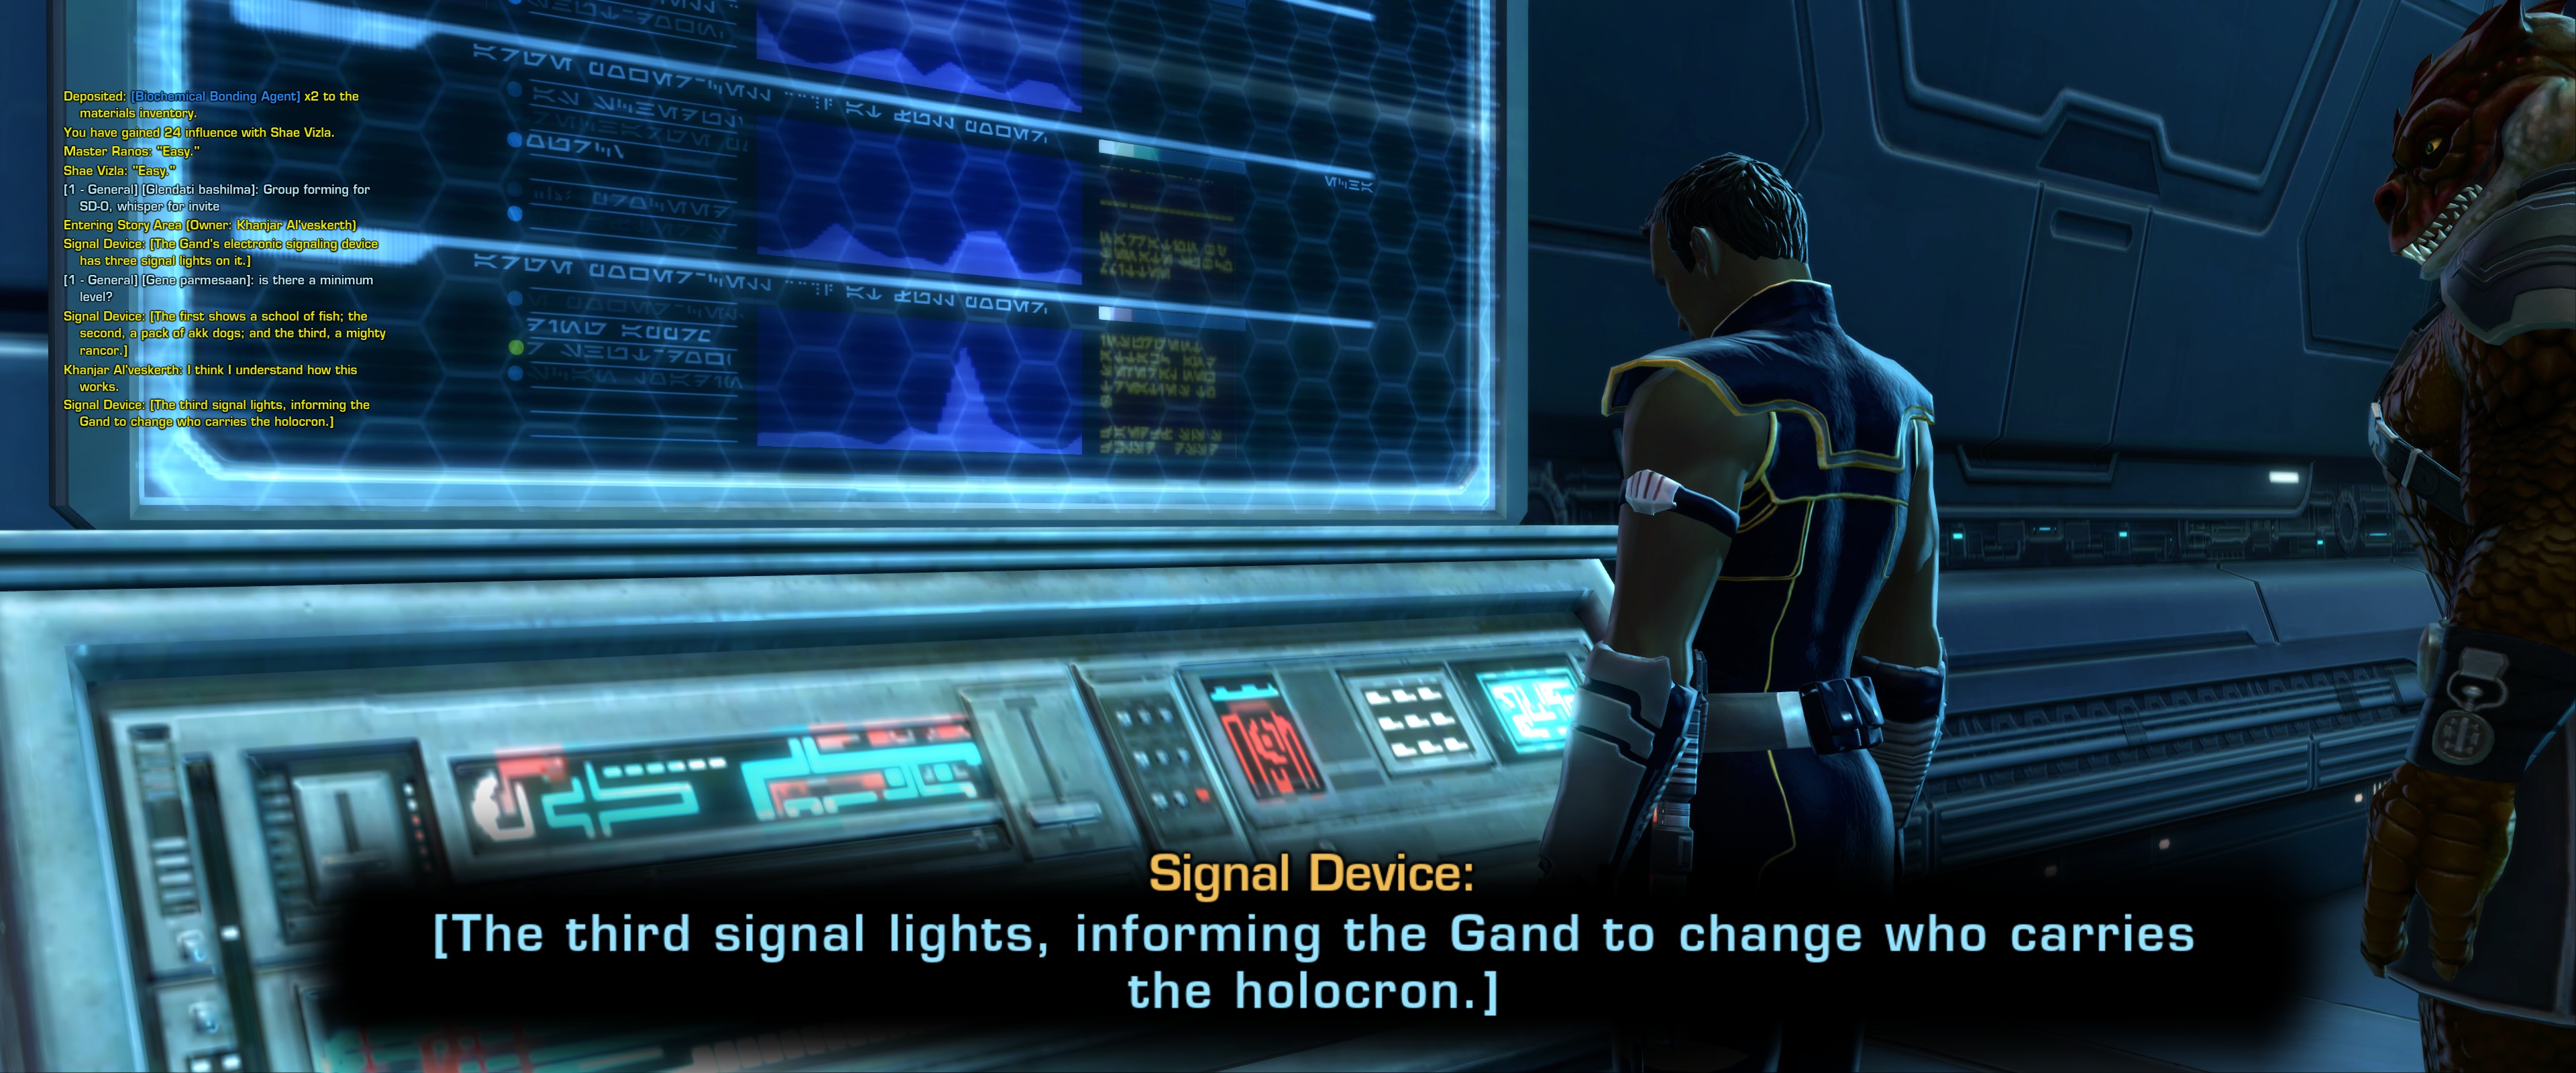 Deposited: [Biochemical Bonding Agent] x2 to the
materials inventory.
You have gained 24 influence with Shae Vizla.
Master Ranos: "Easy."
Shae Vizla: "Easy."
[1 - General] [Glendati bashilma]: Group forming for
SD-0, whisper for invite
Entering Story Area (Owner: Khanjar Al'veskerth)
Signal Device: [The Gand's electronic signaling device
has three signal lights on it.]
[1 - General] [Gene parmesaan]: is there a minimum
level?
Signal Device: [The first shows a school of fish; the
second, a pack of akk dogs; and the third, a mighty
rancor.]
Khanjar Al'veskerth: I think I understand how this
works.
Signal Device: [The third signal lights, informing the
Gand to change who carries the holocron.]
Signal Device:
[The third signal lights, informing the Gand to change who carries
the holocron.]